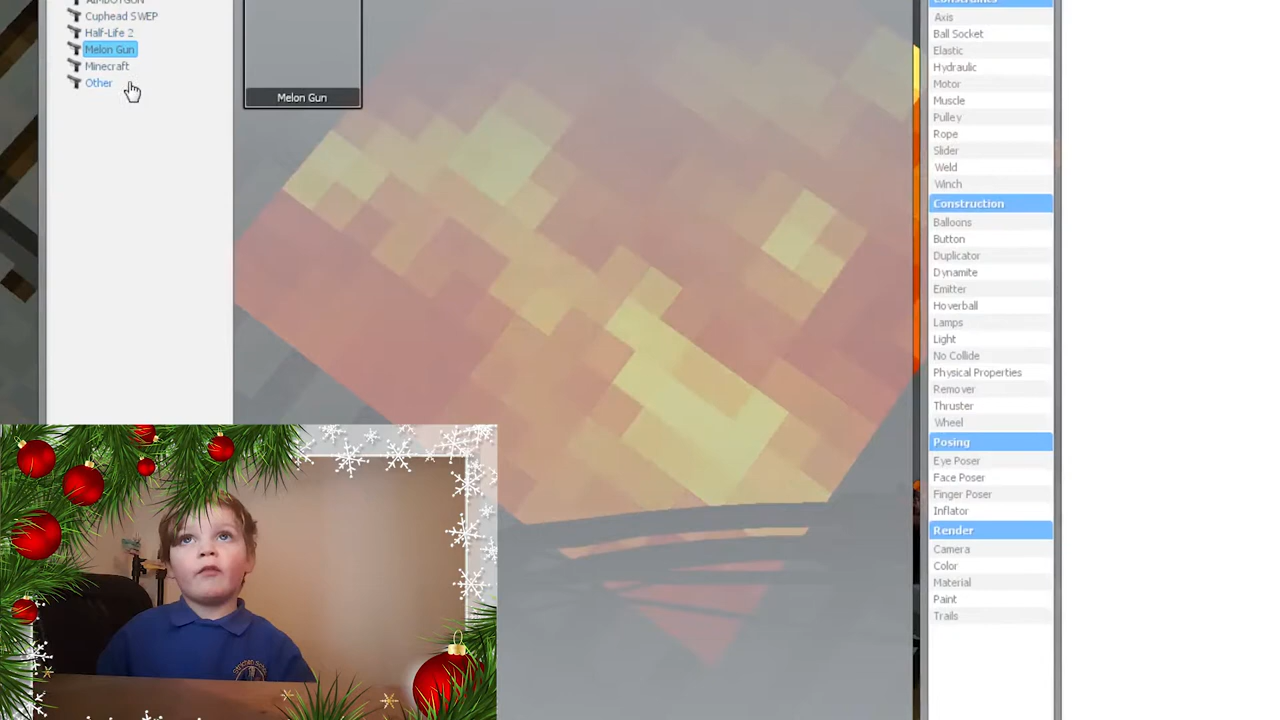 Cuphead SWEP
Half-Life 2
Melon Gun
Minecraft
Other
Melon Gun
Constraints
Axis
Ball Socket
Elastic
Hydraulic
Motor
Muscle
Pulley
Rope
Slider
Weld
Winch
Construction
Balloons
Button
Duplicator
Dynamite
Emitter
Hoverball
Lamps
Light
No Collide
Physical Properties
Remover
Thruster
Wheel
Posing
Eye Poser
Face Poser
Finger Poser
Inflator
Render
Camera
Color
Material
Paint
Trails